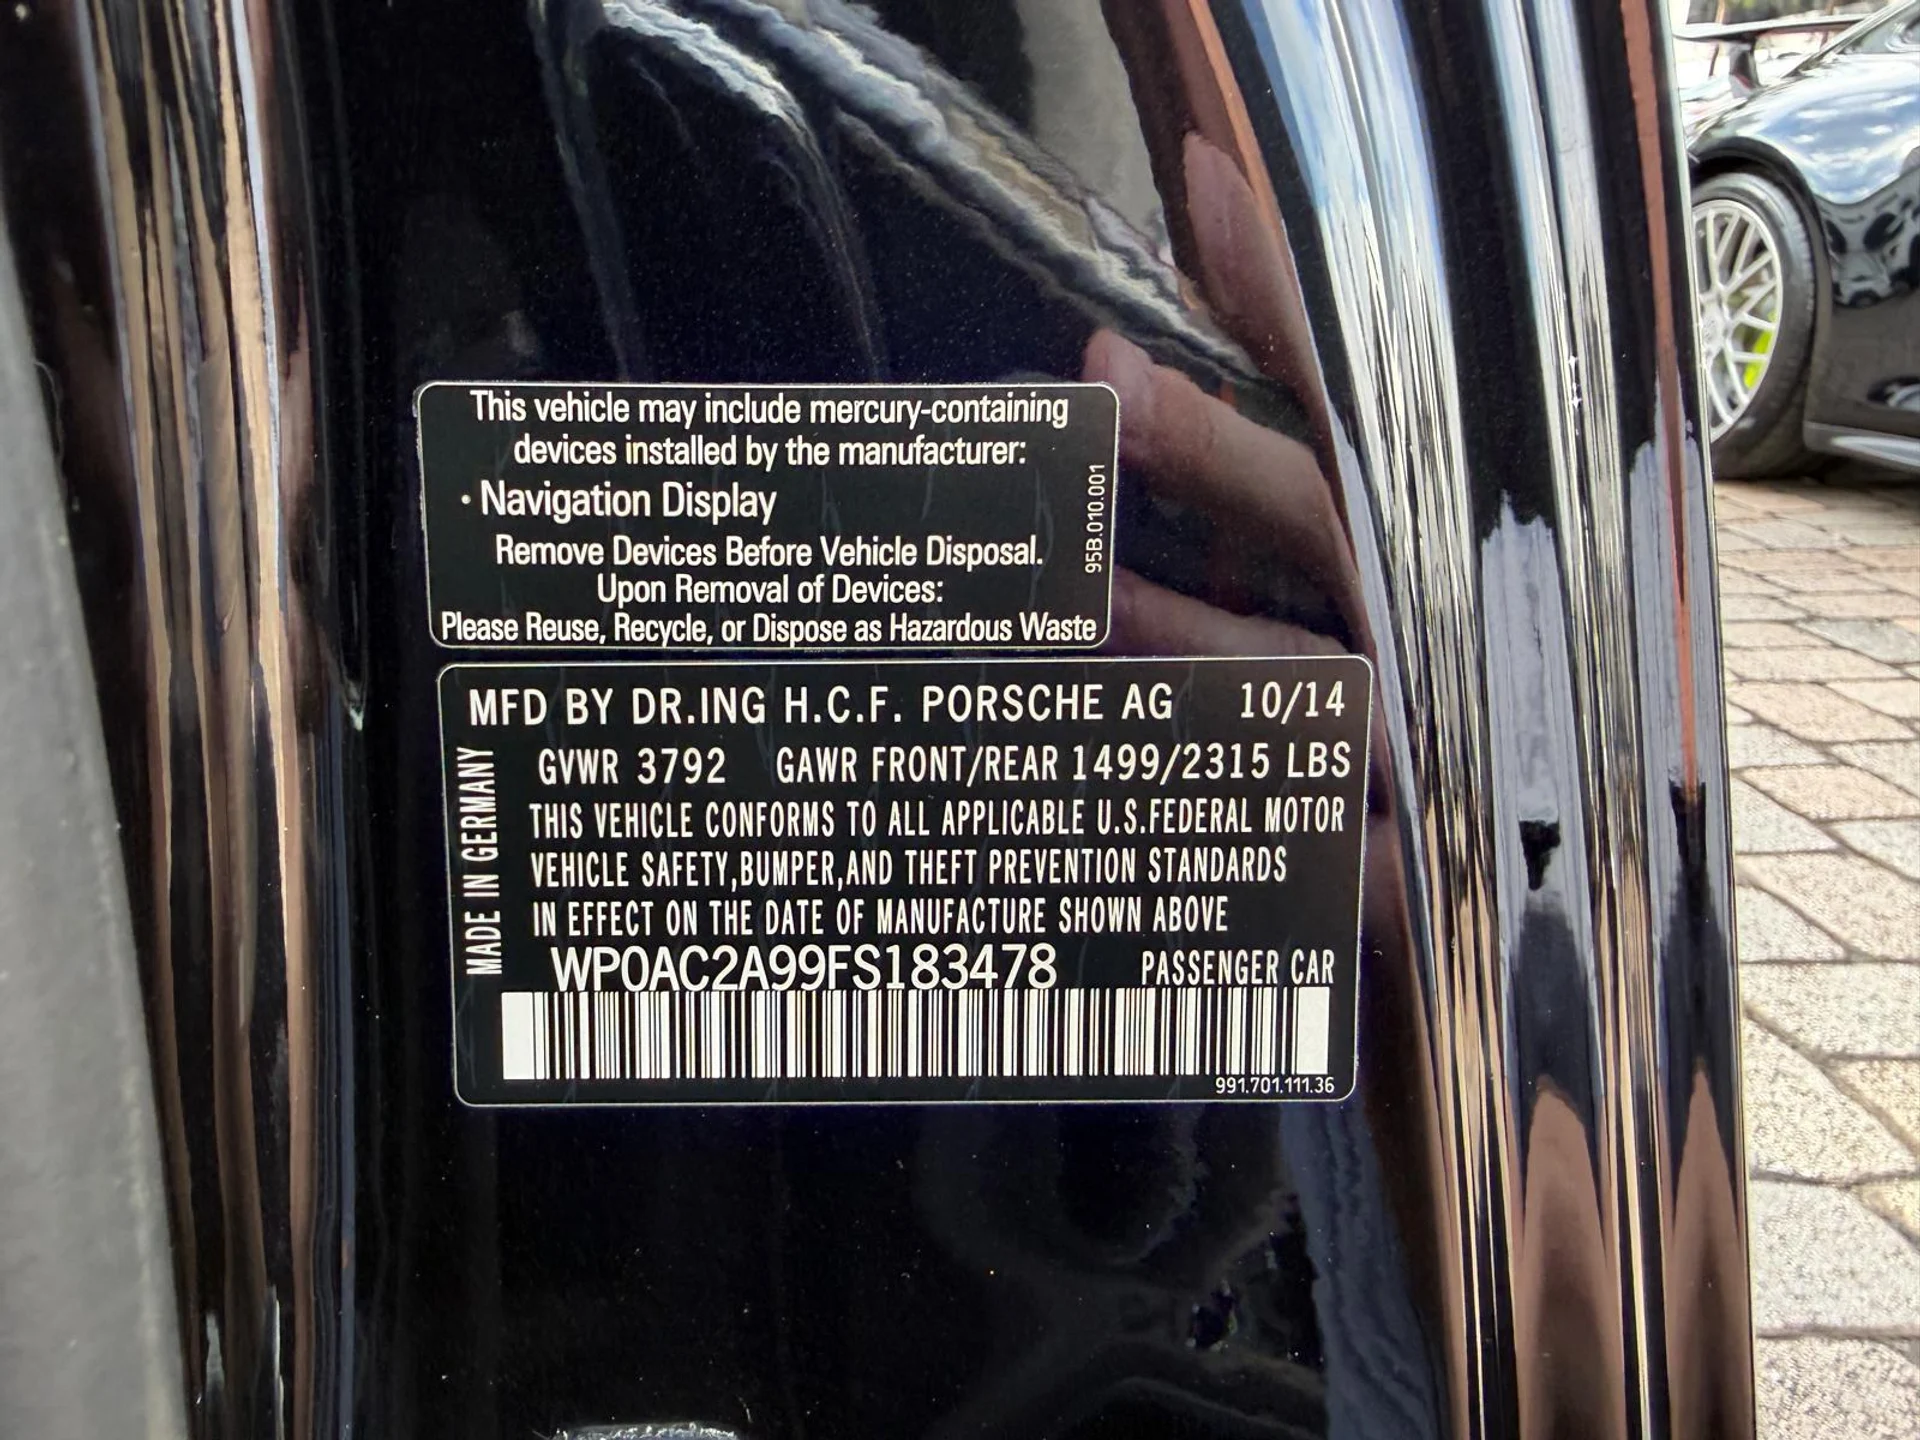 This vehicle may include mercury-containing
devices installed by the manufacturer:
· Navigation Display
Remove Devices Before Vehicle Disposal.
Upon Removal of Devices:
Please Reuse, Recycle, or Dispose as Hazardous Waste
95B.010.001
MFD BY DR.ING H.C.F. PORSCHE AG 10/14
GVWR 3792 GAWR FRONT/REAR 1499/2315 LBS
THIS VEHICLE CONFORMS TO ALL APPLICABLE U.S.FEDERAL MOTOR
VEHICLE SAFETY,BUMPER,AND THEFT PREVENTION STANDARDS
IN EFFECT ON THE DATE OF MANUFACTURE SHOWN ABOVE
MADE IN GERMANY
WP0AC2A99FS183478 PASSENGER CAR
991.701.111.36